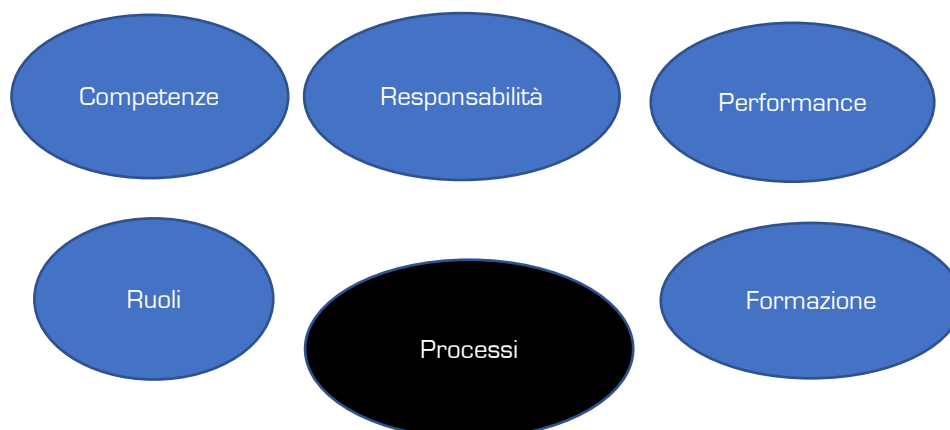 Competenze
Responsabilità
Performance
Ruoli
Processi
Formazione